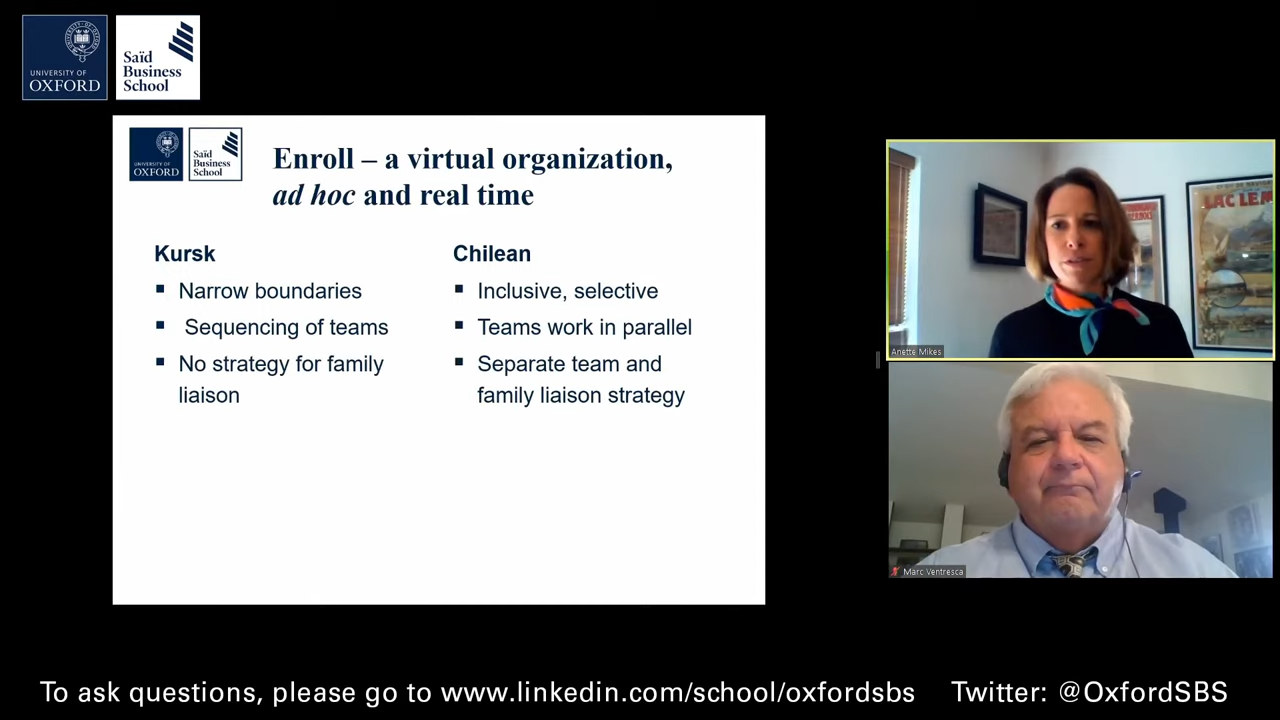 UNIVERSITY OF
OXFORD
Saïd
Business
School
UNIVERSITY OF
OXFORD
Saïd
Business
School
Enroll – a virtual organization,
ad hoc and real time
Kursk
Narrow boundaries
Sequencing of teams
No strategy for family
liaison
Chilean
Inclusive, selective
Teams work in parallel
Separate team and
family liaison strategy
LAC LEM
Anette Mikes
Marc Ventresca
To ask questions, please go to www.linkedin.com/school/oxfordsbs Twitter: @OxfordSBS